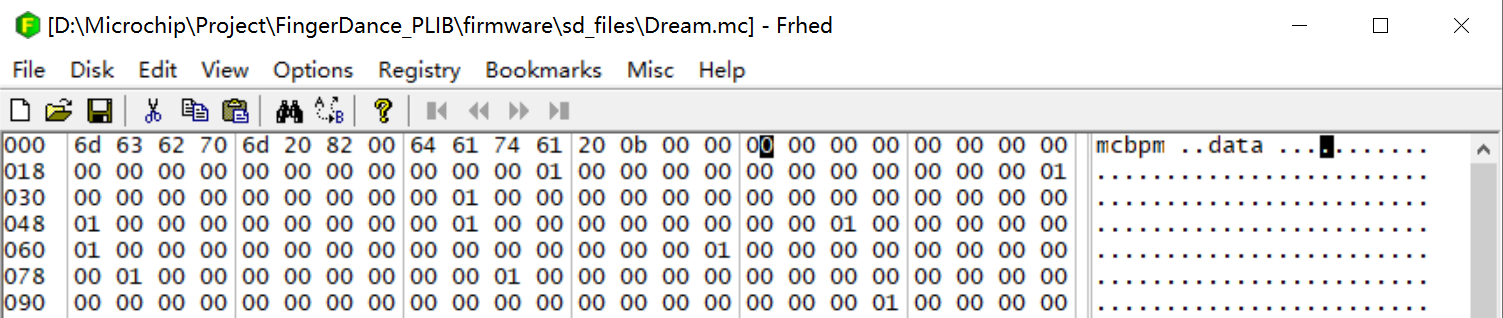 [D:\Microchip\Project\FingerDance_PLIB\firmware\sd_files\Dream.mc] - Frhed
File Disk Edit View Options Registry Bookmarks Misc Help
000 6d 63 62 70 6d 20 82 00 64 61 74 61 20 0b 00 00 00 00 00 00 00 00 00 00 mcbpm ..data ...........
018 00 00 00 00 00 00 00 00 00 00 00 01 00 00 00 00 00 00 00 00 00 00 00 01 ........................
030 00 00 00 00 00 00 00 00 00 01 00 00 00 00 00 00 00 00 00 00 00 00 00 00 ........................
048 01 00 00 00 00 00 00 00 00 01 00 00 00 00 00 00 00 00 01 00 00 00 00 00 ........................
060 01 00 00 00 00 00 00 00 00 00 00 00 00 00 00 01 00 00 00 00 00 00 00 00 ........................
078 00 01 00 00 00 00 00 00 00 00 01 00 00 00 00 00 00 00 00 00 00 00 00 00 ........................
090 00 00 00 00 00 00 00 00 00 00 00 00 00 00 00 00 00 00 00 01 00 00 00 00 ........................